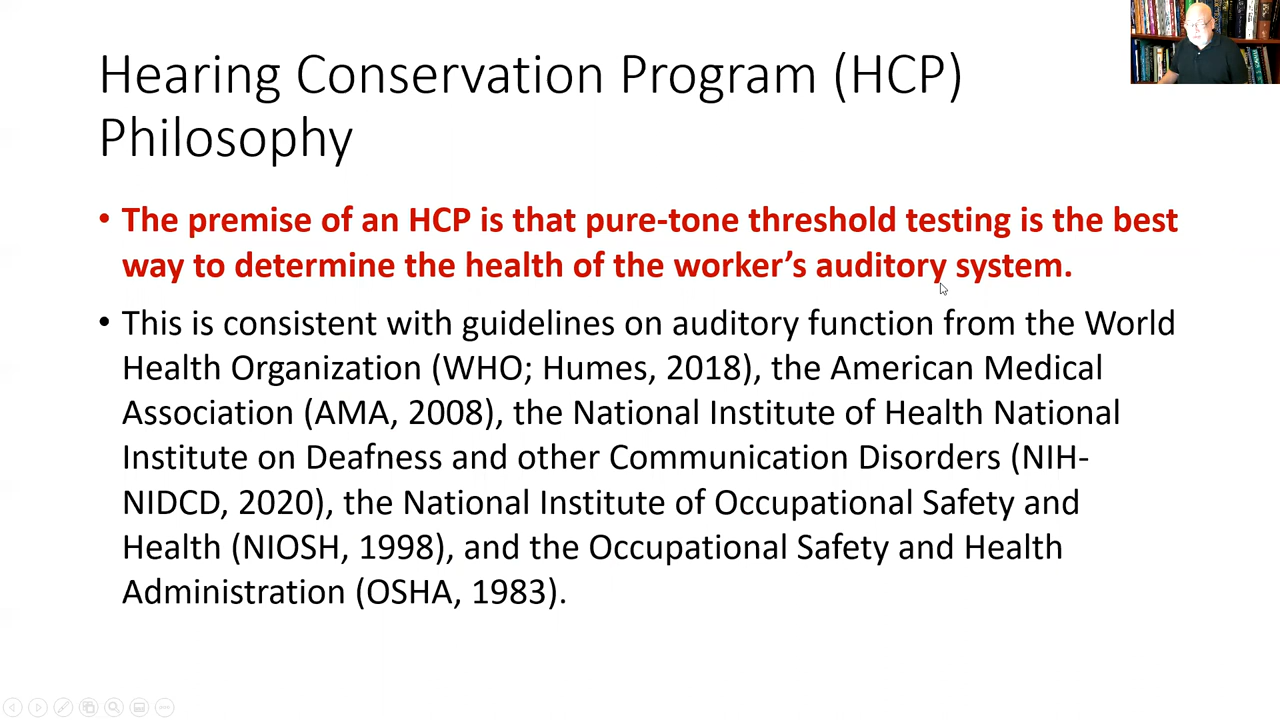 Hearing Conservation Program (HCP)
Philosophy
• The premise of an HCP is that pure-tone threshold testing is the best
way to determine the health of the worker’s auditory system.
• This is consistent with guidelines on auditory function from the World
Health Organization (WHO; Humes, 2018), the American Medical
Association (AMA, 2008), the National Institute of Health National
Institute on Deafness and other Communication Disorders (NIH-
NIDCD, 2020), the National Institute of Occupational Safety and
Health (NIOSH, 1998), and the Occupational Safety and Health
Administration (OSHA, 1983).